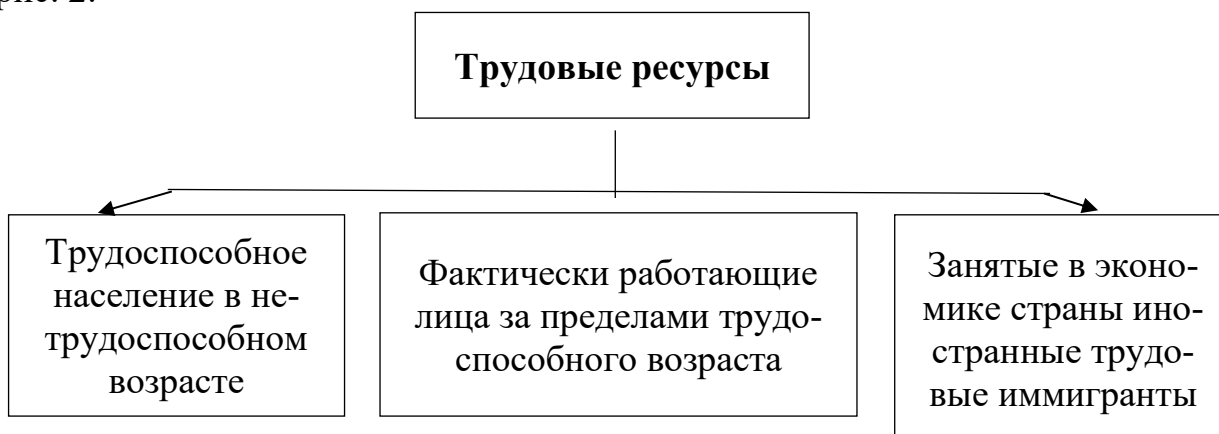 рис. 2.
Трудовые ресурсы
Трудоспособное
население в не-
трудоспособном
возрасте
Фактически работающие
лица за пределами трудо-
способного возраста
Занятые в эконо-
мике страны ино-
странные трудо-
вые иммигранты